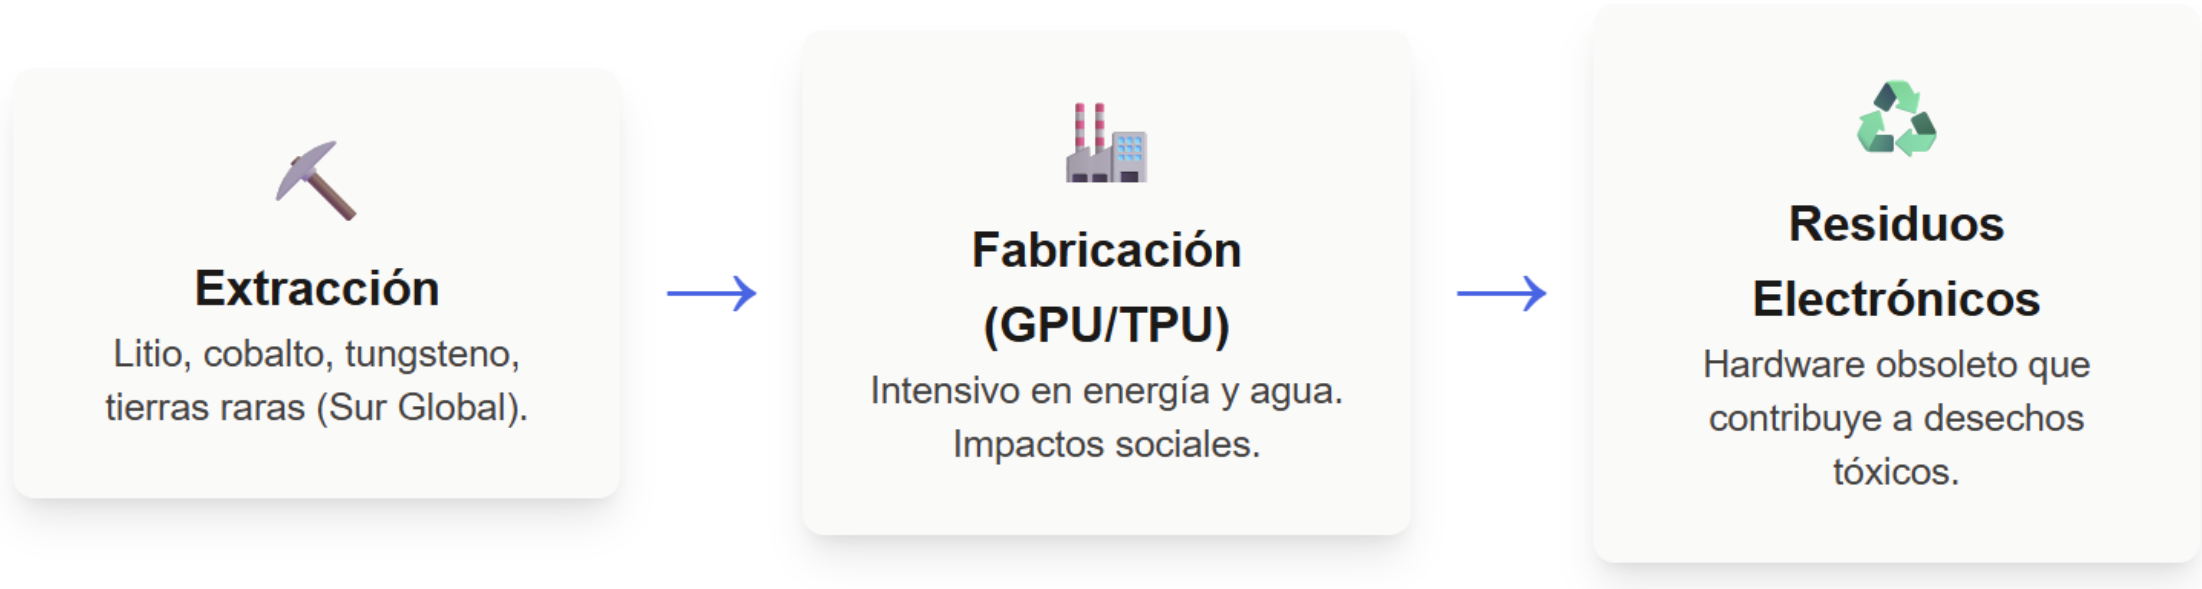 Extracción
Litio, cobalto, tungsteno,
tierras raras (Sur Global).
Fabricación
(GPU/TPU)
Intensivo en energía y agua.
Impactos sociales.
Residuos
Electrónicos
Hardware obsoleto que
contribuye a desechos
tóxicos.